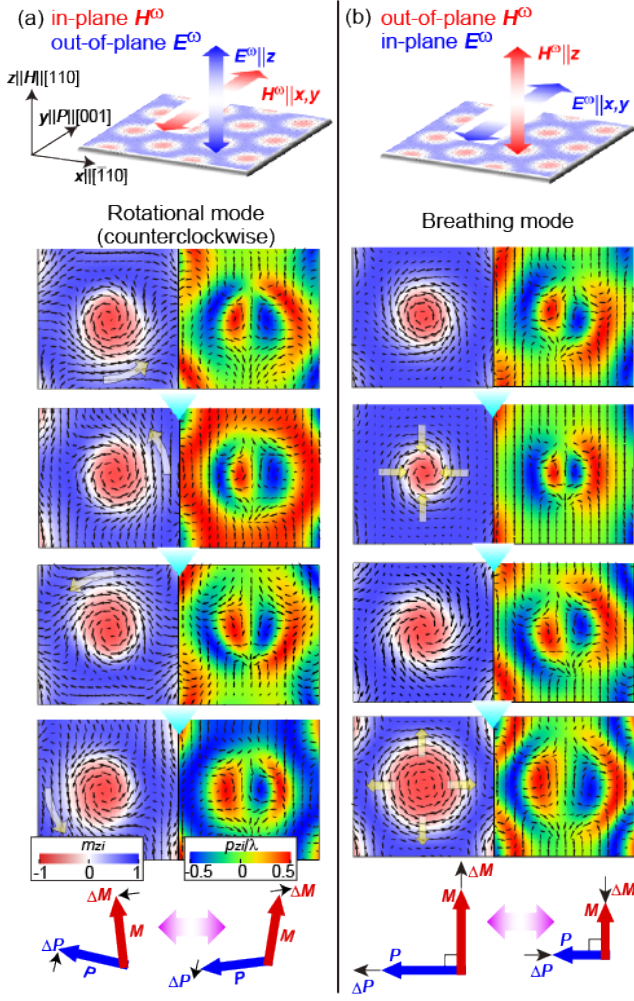 (a) in-plane Hω
out-of-plane Eω
Eω||z
Hω||x,y
z||H||[110]
y||P||[001]
x||[1̄10]
Rotational mode
(counterclockwise)
mzi
-1 0 1
pzi/λ
-0.5 0 0.5
ΔM
M
ΔP
P
ΔM
M
ΔP
P
(b) out-of-plane Hω
in-plane Eω
Hω||z
Eω||x,y
Breathing mode
ΔM
M
P
ΔP
ΔM
M
P
ΔP